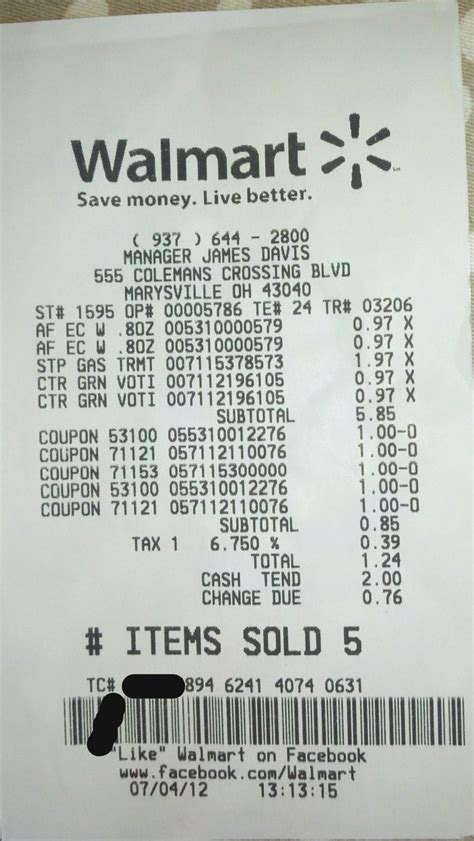 Walmart
Save money. Live better.
( 937 ) 644 - 2800
MANAGER JAMES DAVIS
555 COLEMANS CROSSING BLVD
MARYSVILLE OH 43040
ST# 1595 OP# 00005786 TE# 24 TR# 03206
AF EC W .8OZ 005310000579 0.97 X
AF EC W .8OZ 005310000579 0.97 X
STP GAS TRMT 007115378573 1.97 X
CTR GRN VOTI 007112196105 0.97 X
CTR GRN VOTI 007112196105 0.97 X
SUBTOTAL 5.85
COUPON 53100 055310012276 1.00-O
COUPON 71121 057112110076 1.00-O
COUPON 71153 057115300000 1.00-O
COUPON 53100 055310012276 1.00-O
COUPON 71121 057112110076 1.00-O
SUBTOTAL 0.85
TAX 1 6.750 % 0.39
TOTAL 1.24
CASH TEND 2.00
CHANGE DUE 0.76
# ITEMS SOLD 5
TC# 894 6241 4074 0631
"Like" Walmart on Facebook
www.facebook.com/Walmart
07/04/12 13:13:15